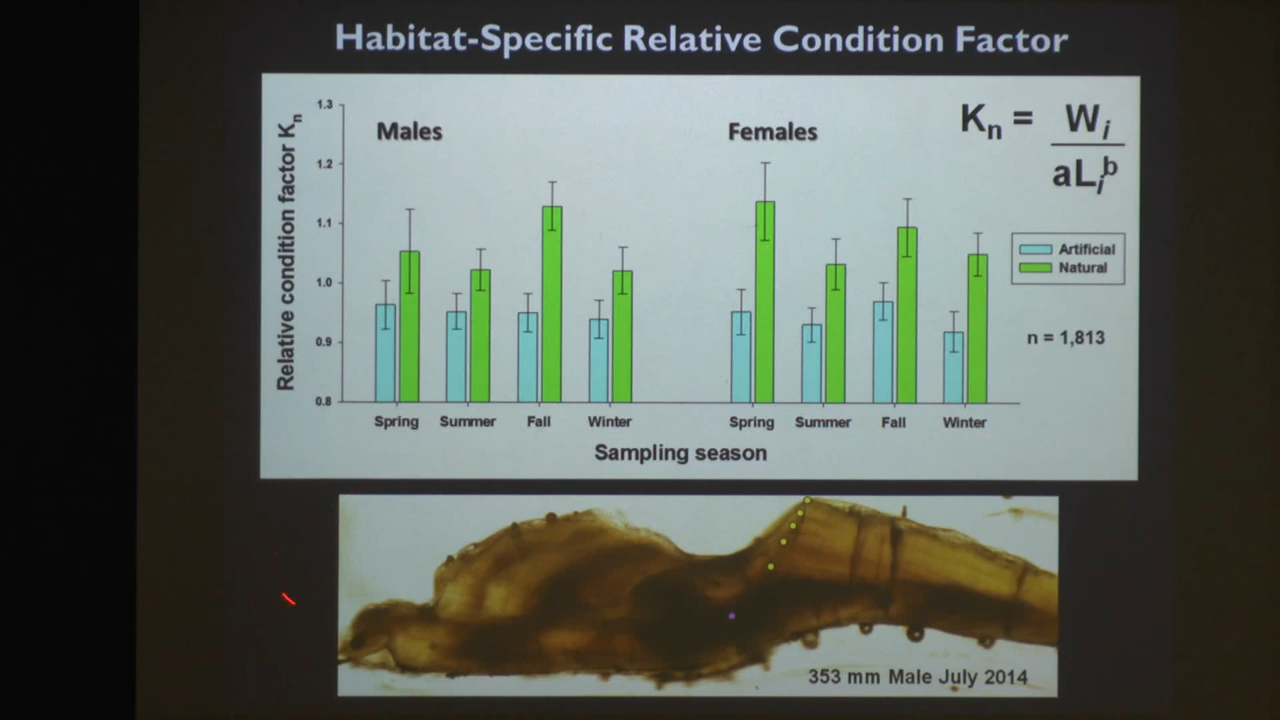 Habitat-Specific Relative Condition Factor
Relative condition factor Kn
1.3
1.2
1.1
1.0
0.9
0.8
Males
Females
Kn = Wi
aLi^b
Artificial
Natural
n = 1,813
Spring Summer Fall Winter Spring Summer Fall Winter
Sampling season
353 mm Male July 2014